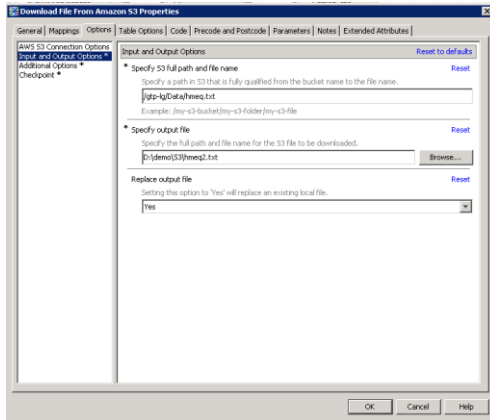 Download File From Amazon S3 Properties
General Mappings Options Table Options Code Precode and Postcode Parameters Notes Extended Attributes
AWS S3 Connection Options
Input and Output Options *
Additional Options *
Checkpoint *
Input and Output Options Reset to defaults
* Specify S3 full path and file name Reset
Specify a path in S3 that is fully qualified from the bucket name to the file name.
/gtp-lg/Data/hmeq.txt
Example: /my-s3-bucket/my-s3-folder/my-s3-file
* Specify output file Reset
Specify the full path and file name for the S3 file to be downloaded.
D:\demo\S3\hmeq2.txt Browse...
Replace output file Reset
Setting this option to 'Yes' will replace an existing local file.
Yes
OK Cancel Help